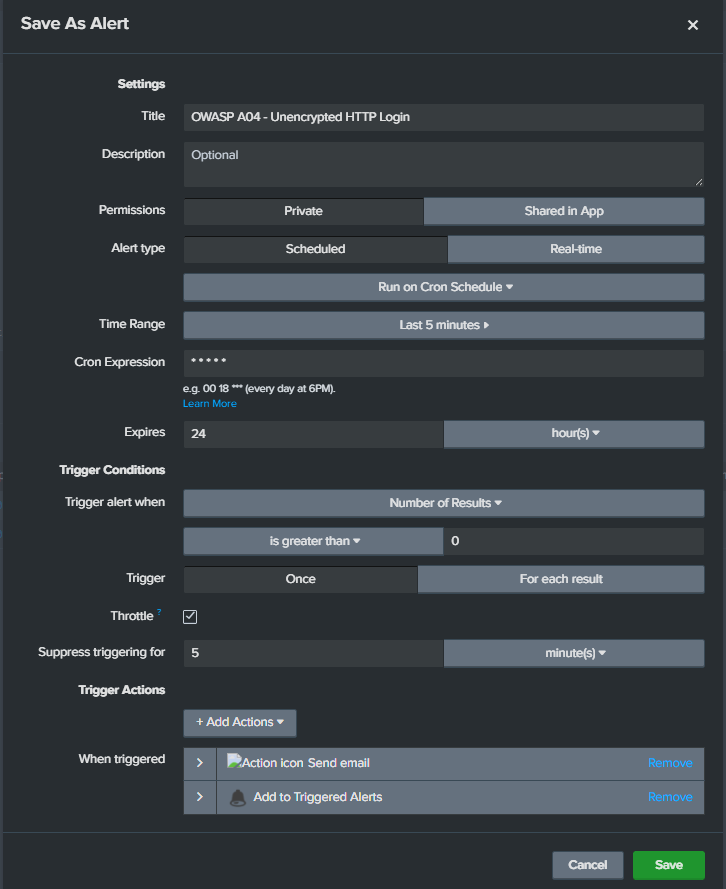 Save As Alert ×
Settings
Title OWASP A04 - Unencrypted HTTP Login
Description Optional
Permissions Private Shared in App
Alert type Scheduled Real-time
Run on Cron Schedule
Time Range Last 5 minutes
Cron Expression * * * * *
e.g. 00 18 *** (every day at 6PM).
Learn More
Expires 24 hour(s)
Trigger Conditions
Trigger alert when Number of Results
is greater than 0
Trigger Once For each result
Throttle ?
Suppress triggering for 5 minute(s)
Trigger Actions
+ Add Actions
When triggered Action icon Send email Remove
Add to Triggered Alerts Remove
Cancel Save